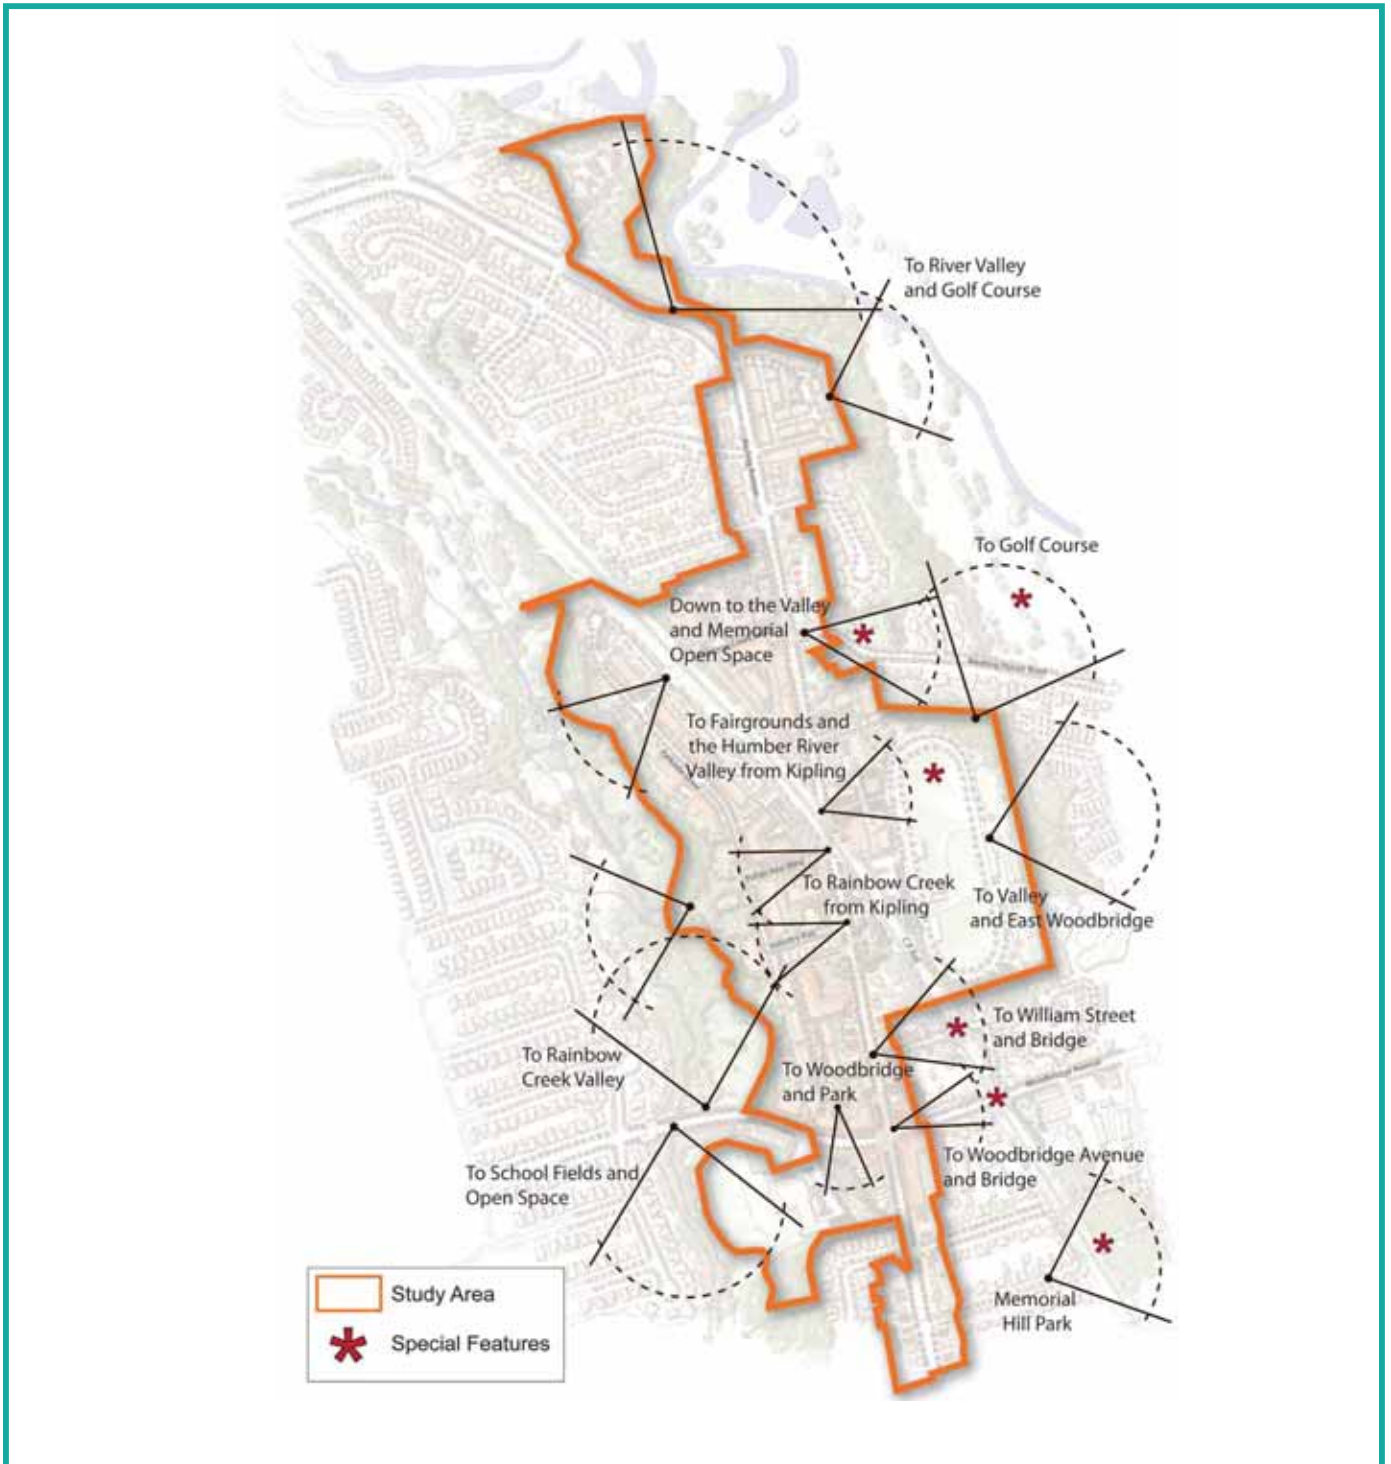 To River Valley
and Golf Course
To Golf Course
Down to the Valley
and Memorial
Open Space
To Fairgrounds and
the Humber River
Valley from Kipling
To Rainbow Creek
from Kipling
To Valley
and East Woodbridge
To William Street
and Bridge
To Rainbow
Creek Valley
To Woodbridge
and Park
To Woodbridge Avenue
and Bridge
To School Fields and
Open Space
Memorial
Hill Park
Study Area
Special Features